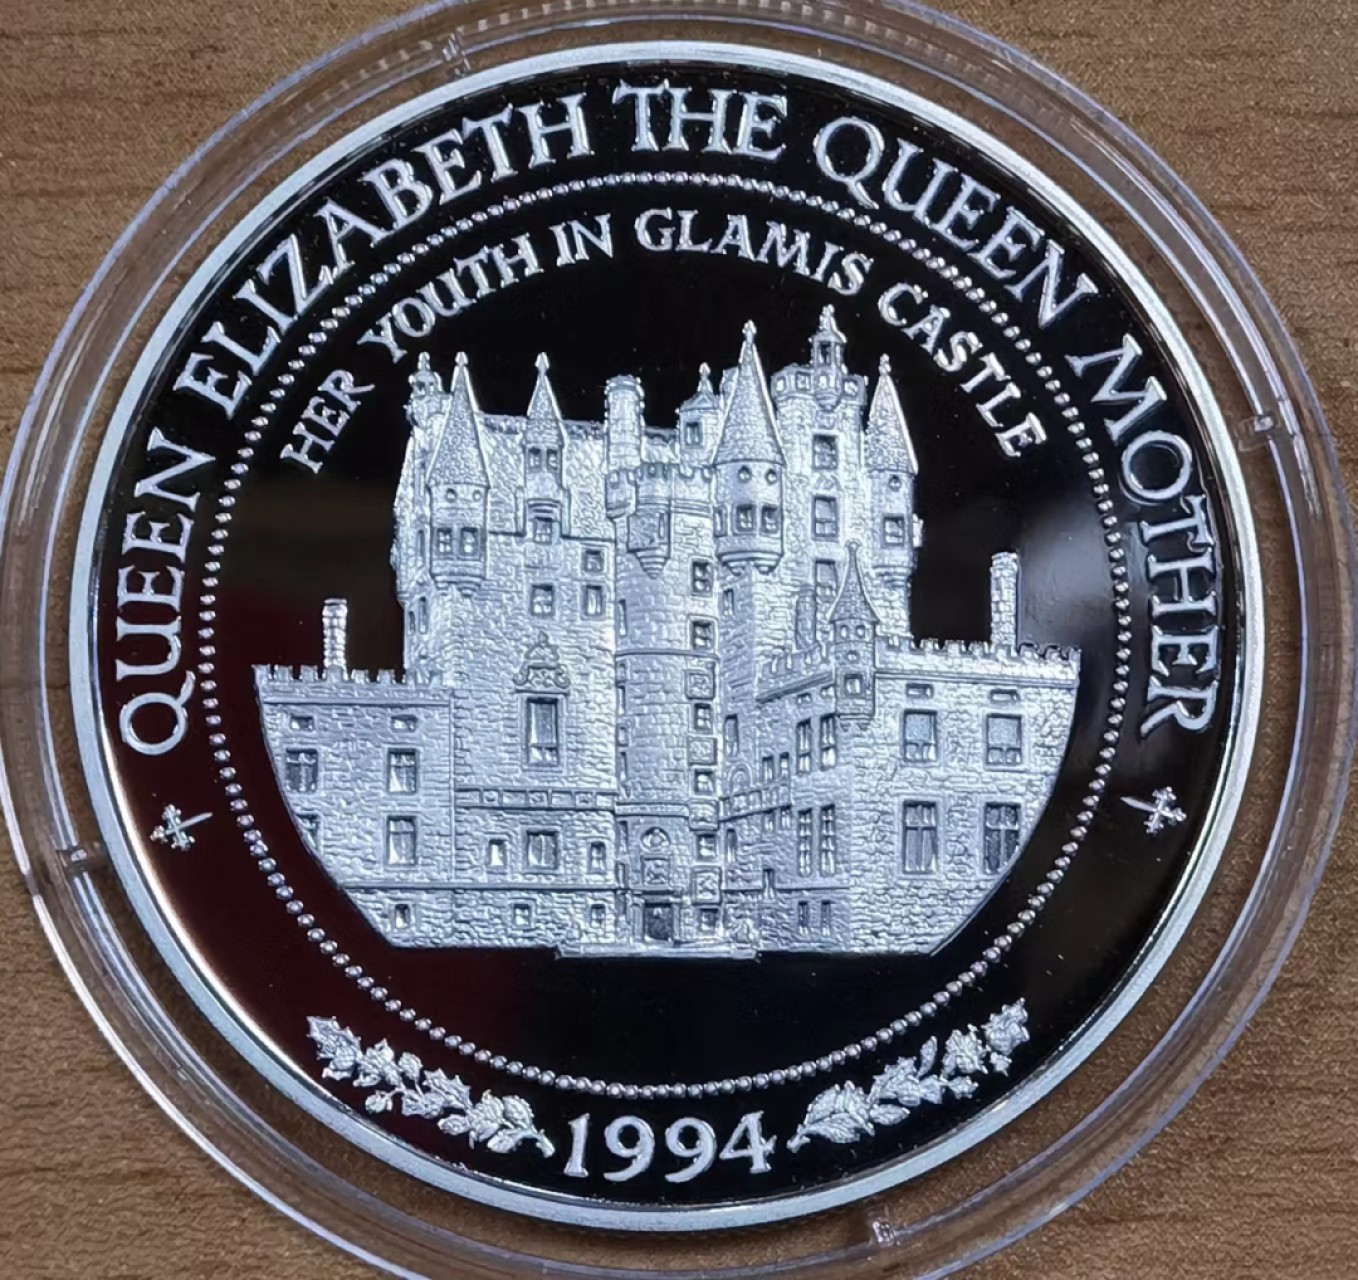 QUEEN ELIZABETH THE QUEEN MOTHER
HER YOUTH IN GLAMIS CASTLE
1994